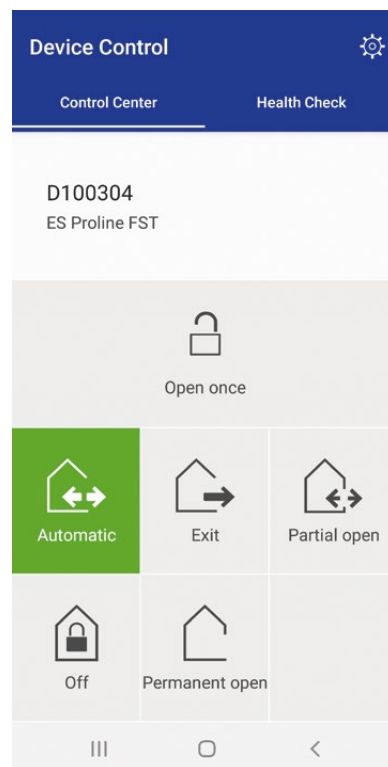 Device Control
Control Center
Health Check
D100304
ES Proline FST
Open once
Automatic
Exit
Partial open
Off
Permanent open